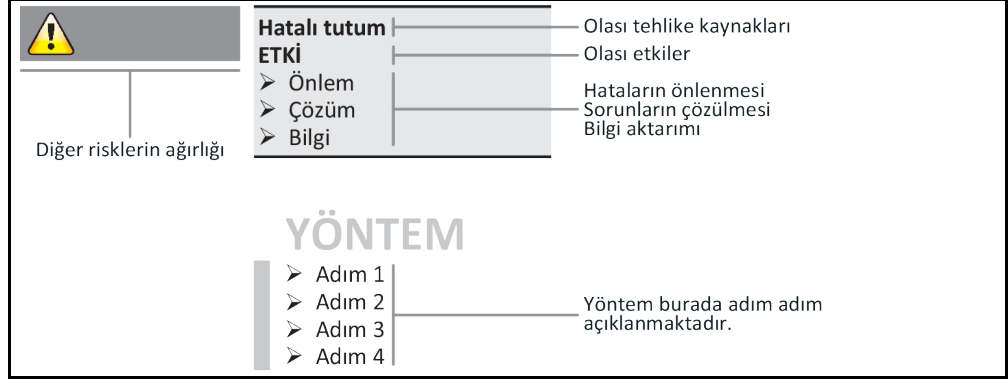 Hatalı tutum
ETKİ
➢ Önlem
➢ Çözüm
➢ Bilgi
Olası tehlike kaynakları
Olası etkiler
Hataların önlenmesi
Sorunların çözülmesi
Bilgi aktarımı
Diğer risklerin ağırlığı
YÖNTEM
➢ Adım 1
➢ Adım 2
➢ Adım 3
➢ Adım 4
Yöntem burada adım adım
açıklanmaktadır.